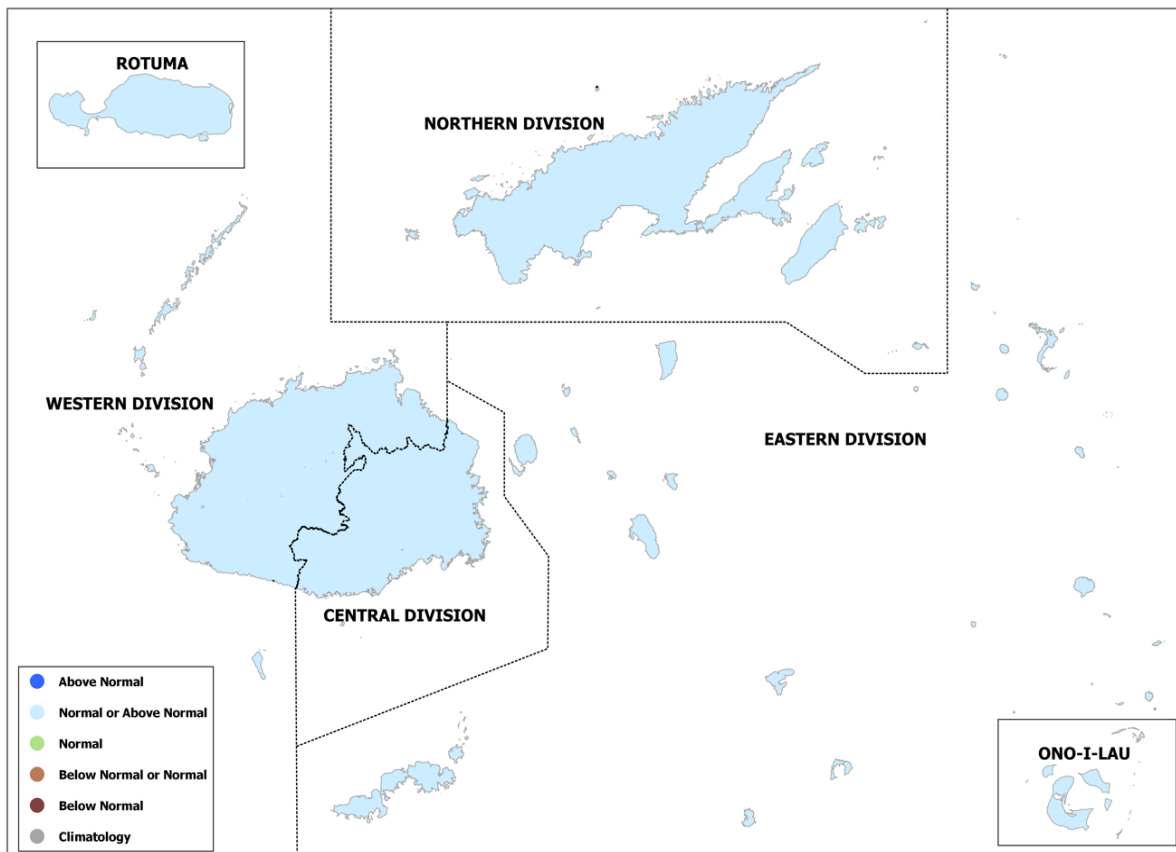 ROTUMA
NORTHERN DIVISION
WESTERN DIVISION
EASTERN DIVISION
CENTRAL DIVISION
Above Normal
Normal or Above Normal
Normal
Below Normal or Normal
Below Normal
Climatology
ONO-I-LAU